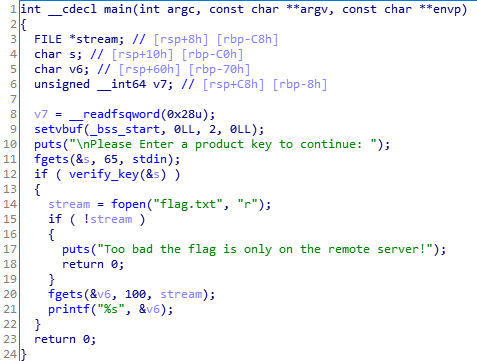 1 int __cdecl main(int argc, const char **argv, const char **envp)
2 {
3   FILE *stream; // [rsp+8h] [rbp-C8h]
4   char s; // [rsp+10h] [rbp-C0h]
5   char v6; // [rsp+60h] [rbp-70h]
6   unsigned __int64 v7; // [rsp+C8h] [rbp-8h]
7
8   v7 = __readfsqword(0x28u);
9   setvbuf(_bss_start, 0LL, 2, 0LL);
10   puts("\nPlease Enter a product key to continue: ");
11   fgets(&s, 65, stdin);
12   if ( verify_key(&s) )
13   {
14     stream = fopen("flag.txt", "r");
15     if ( !stream )
16     {
17       puts("Too bad the flag is only on the remote server!");
18       return 0;
19     }
20     fgets(&v6, 100, stream);
21     printf("%s", &v6);
22   }
23   return 0;
24 }